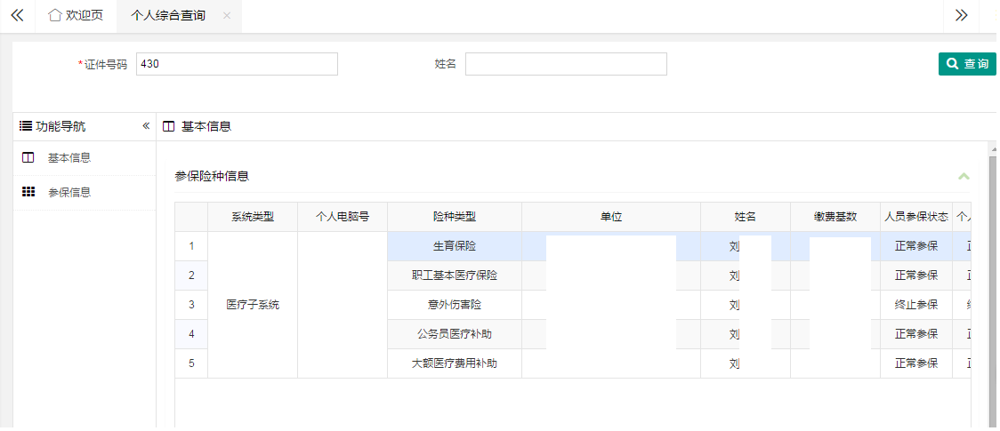 欢迎页 个人综合查询
*证件号码 430 姓名 查询
功能导航 基本信息
基本信息
参保信息
参保险种信息
系统类型 个人电脑号 险种类型 单位 姓名 缴费基数 人员参保状态 个人
1 生育保险 刘 正常参保
2 职工基本医疗保险 刘 正常参保
3 医疗子系统 意外伤害险 刘 终止参保
4 公务员医疗补助 刘 正常参保
5 大额医疗费用补助 刘 正常参保